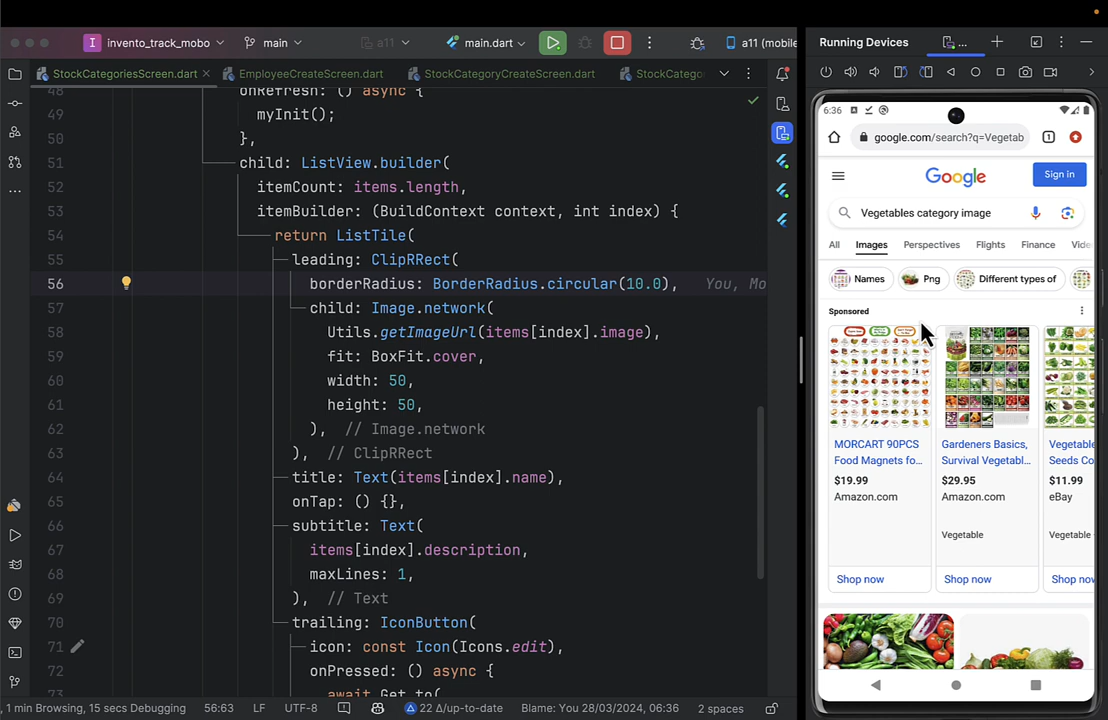 invento_track_mobo
main
a11
main.dart
a11 (mobile
Running Devices
...
StockCategoriesScreen.dart
EmployeeCreateScreen.dart
StockCategoryCreateScreen.dart
StockCatego
48 onRefresh: () async {
49 myInit();
50 },
51 child: ListView.builder(
52 itemCount: items.length,
53 itemBuilder: (BuildContext context, int index) {
54 return ListTile(
55 leading: ClipRRect(
56 borderRadius: BorderRadius.circular(10.0), You, Mo
57 child: Image.network(
58 Utils.getImageUrl(items[index].image),
59 fit: BoxFit.cover,
60 width: 50,
61 height: 50,
62 ), // Image.network
63 ), // ClipRRect
64 title: Text(items[index].name),
65 onTap: () {},
66 subtitle: Text(
67 items[index].description,
68 maxLines: 1,
69 ), // Text
70 trailing: IconButton(
71 icon: const Icon(Icons.edit),
72 onPressed: () async {
73 await Get.to(
, 1 min Browsing, 15 secs Debugging
56:63
LF
UTF-8
22 Δ/up-to-date
Blame: You 28/03/2024, 06:36
2 spaces
6:36
google.com/search?q=Vegetab
1
Google
Sign in
Vegetables category image
All
Images
Perspectives
Flights
Finance
Vide
Names
Png
Different types of
Sponsored
MORCART 90PCS
Food Magnets fo...
$19.99
Amazon.com
Shop now
Gardeners Basics,
Survival Vegetabl...
$29.95
Amazon.com
Vegetable
Shop now
Vegetable
Seeds Co
$11.99
eBay
Vegetable
Shop now